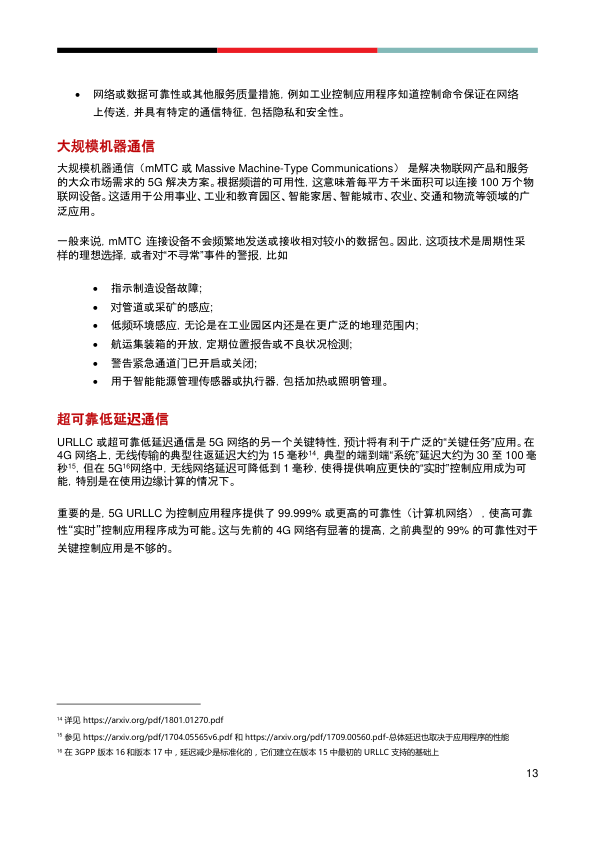 • 网络或数据可靠性或其他服务质量措施, 例如工业控制应用程序知道控制命令保证在网络
上传送, 并具有特定的通信特征, 包括隐私和安全性。
大规模机器通信
大规模机器通信（mMTC 或 Massive Machine-Type Communications） 是解决物联网产品和服务
的大众市场需求的 5G 解决方案。根据频谱的可用性, 这意味着每平方千米面积可以连接 100 万个物
联网设备。这适用于公用事业、工业和教育园区、智能家居、智能城市、农业、交通和物流等领域的广
泛应用。
一般来说, mMTC 连接设备不会频繁地发送或接收相对较小的数据包。因此, 这项技术是周期性采
样的理想选择, 或者对“不寻常”事件的警报, 比如
• 指示制造设备故障;
• 对管道或采矿的感应;
• 低频环境感应, 无论是在工业园区内还是在更广泛的地理范围内;
• 航运集装箱的开放, 定期位置报告或不良状况检测;
• 警告紧急通道门已开启或关闭;
• 用于智能能源管理传感器或执行器, 包括加热或照明管理。
超可靠低延迟通信
URLLC 或超可靠低延迟通信是 5G 网络的另一个关键特性, 预计将有利于广泛的“关键任务”应用。在
4G 网络上, 无线传输的典型往返延迟大约为 15 毫秒¹⁴, 典型的端到端“系统”延迟大约为 30 至 100 毫
秒¹⁵, 但在 5G¹⁶网络中, 无线网络延迟可降低到 1 毫秒, 使得提供响应更快的“实时”控制应用成为可
能, 特别是在使用边缘计算的情况下。
重要的是, 5G URLLC 为控制应用程序提供了 99.999% 或更高的可靠性（计算机网络）, 使高可靠
性“实时”控制应用程序成为可能。这与先前的 4G 网络有显著的提高, 之前典型的 99% 的可靠性对于
关键控制应用是不够的。
¹⁴ 详见 https://arxiv.org/pdf/1801.01270.pdf
¹⁵ 参见 https://arxiv.org/pdf/1704.05565v6.pdf 和 https://arxiv.org/pdf/1709.00560.pdf-总体延迟也取决于应用程序的性能
¹⁶ 在 3GPP 版本 16 和版本 17 中，延迟减少是标准化的，它们建立在版本 15 中最初的 URLLC 支持的基础上
13